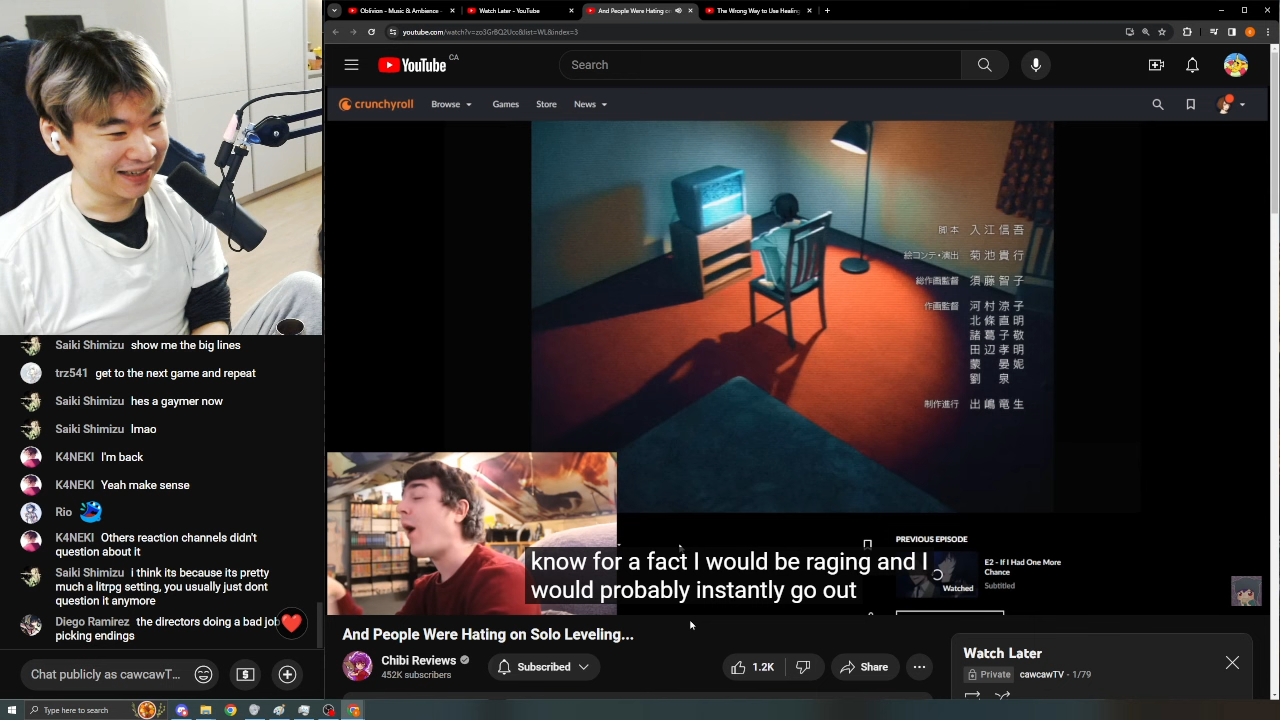 Oblivion - Music & Ambience -
Watch Later - YouTube
And People Were Hating on
The Wrong Way to Use Healing
youtube.com/watch?v=zo3GrBQ2Ucc&list=WL&index=3
YouTube CA
Search
crunchyroll
Browse
Games
Store
News
脚本 入江信吾
絵コンテ・演出 菊池貴行
総作画監督 須藤智子
作画監督 河村涼子
北條直明
諸葛子敬
田辺孝明
蒙 晏妮
劉 泉
制作進行 出嶋竜生
Saiki Shimizu show me the big lines
trz541 get to the next game and repeat
Saiki Shimizu hes a gaymer now
Saiki Shimizu lmao
K4NEKI I'm back
K4NEKI Yeah make sense
Rio
K4NEKI Others reaction channels didn't
question about it
Saiki Shimizu i think its because its pretty
much a litrpg setting, you usually just dont
question it anymore
Diego Ramirez the directors doing a bad job
picking endings
Chat publicly as cawcawT...
PREVIOUS EPISODE
E2 - If I Had One More
Chance
Subtitled
Watched
know for a fact I would be raging and I
would probably instantly go out
And People Were Hating on Solo Leveling...
Chibi Reviews
452K subscribers
Subscribed
1.2K
Share
Watch Later
Private
cawcawTV - 1/79
Type here to search